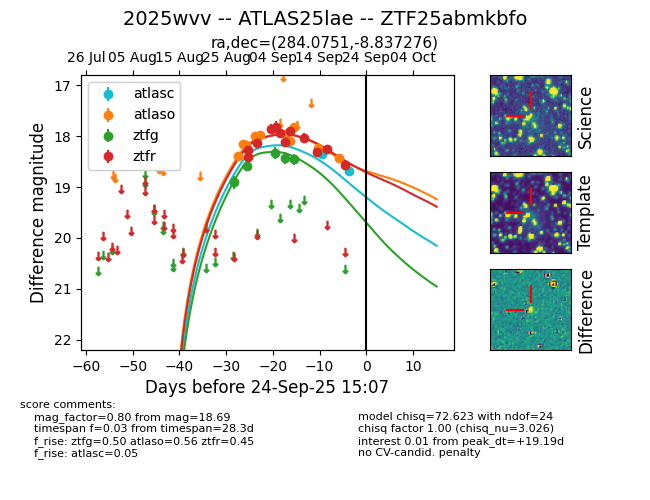 2025wvv -- ATLAS25lae -- ZTF25abmkbfo
ra,dec=(284.0751,-8.837276)
26 Jul 05 Aug 15 Aug 25 Aug 04 Sep 14 Sep 24 Sep 04 Oct
atlasc
atlaso
ztfg
ztfr
17
18
19
20
21
22
Difference magnitude
−60 −50 −40 −30 −20 −10 0 10
Days before 24-Sep-25 15:07
Science
Template
Difference
score comments:
mag_factor=0.80 from mag=18.69
timespan f=0.03 from timespan=28.3d
f_rise: ztfg=0.50 atlaso=0.56 ztfr=0.45
f_rise: atlasc=0.05
model chisq=72.623 with ndof=24
chisq factor 1.00 (chisq_nu=3.026)
interest 0.01 from peak_dt=+19.19d
no CV-candid. penalty